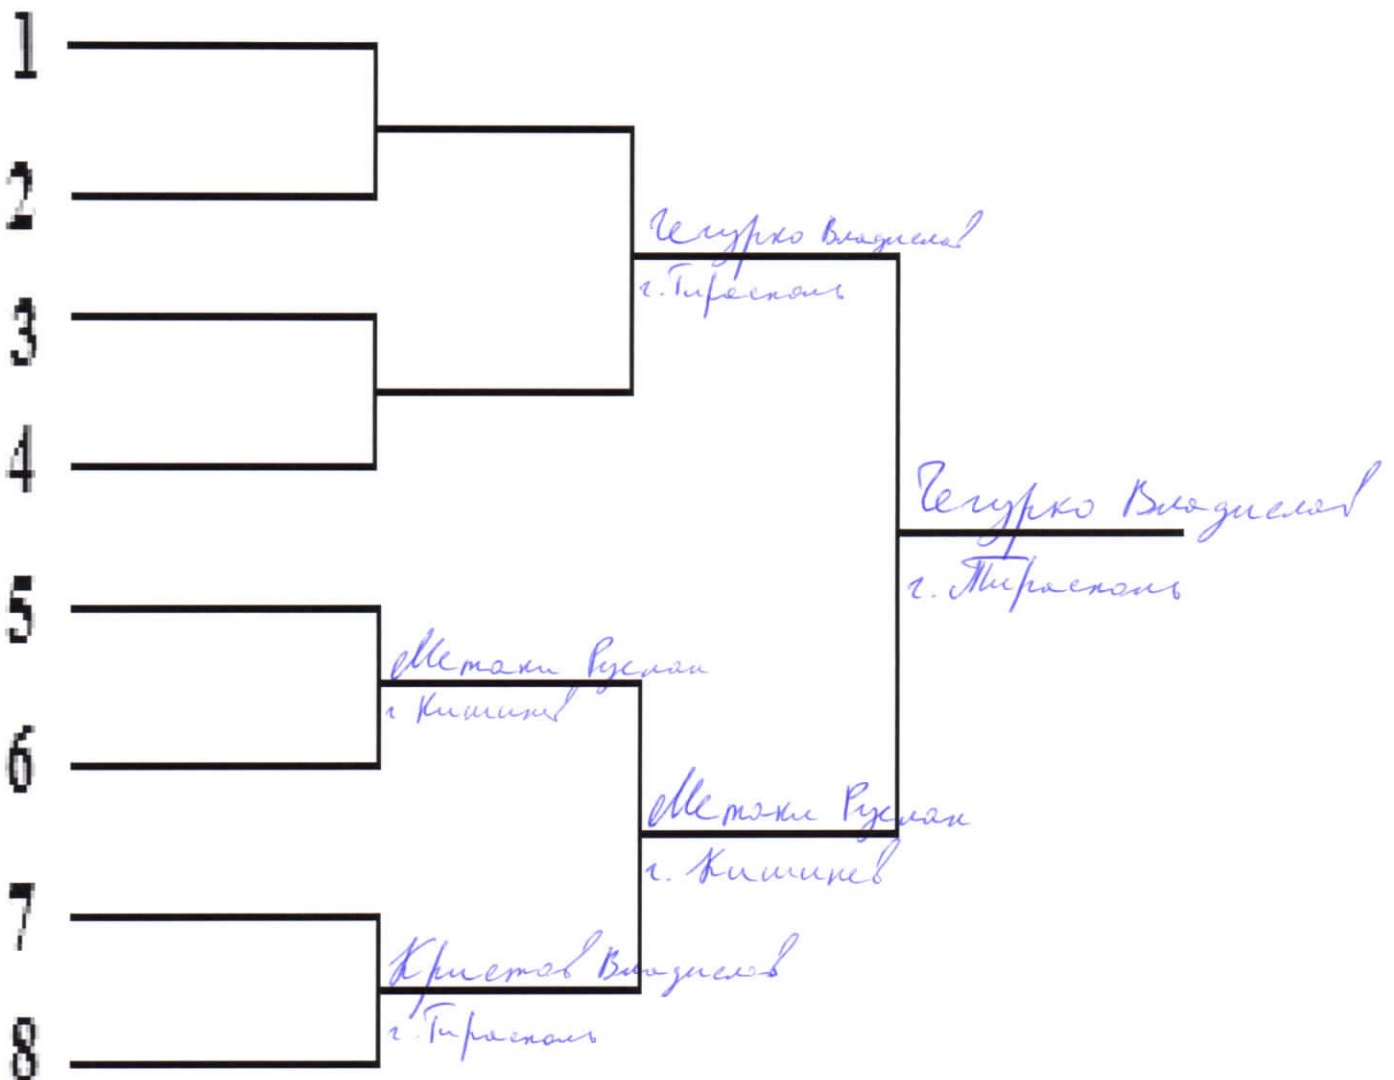 1
2
Чегурко Владислав
г. Тирасполь
3
4
Чегурко Владислав
г. Тирасполь
5
Метаки Руслан
г Кишинев
6
Метаки Руслан
г. Кишинев
7
Кристов Владислав
г. Тирасполь
8